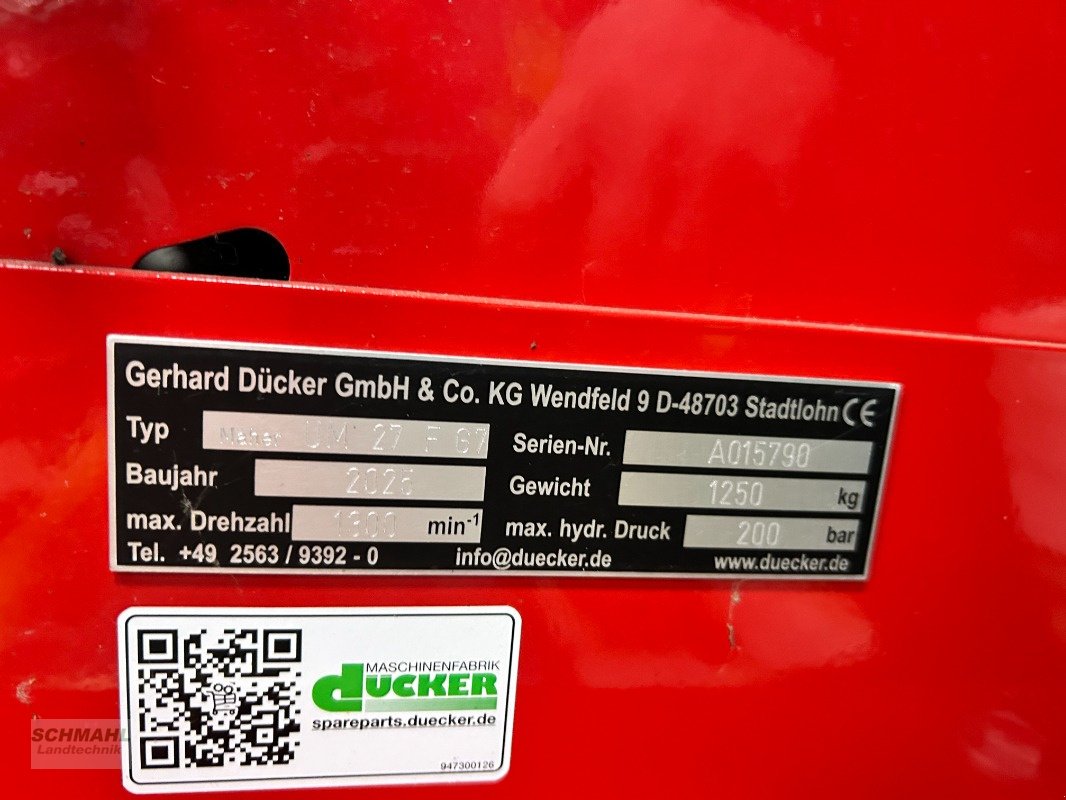 Gerhard Dücker GmbH & Co. KG Wendfeld 9 D-48703 Stadtlohn CE
Typ Mäher UM 27 F G7 Serien-Nr. A015790
Baujahr 2025 Gewicht 1250 kg
max. Drehzahl 1300 min-1 max. hydr. Druck 200 bar
Tel. +49 2563 / 9392 - 0 info@duecker.de www.duecker.de
MASCHINENFABRIK
DÜCKER
spareparts.duecker.de
947300126
SCHMAHL
Landtechnik